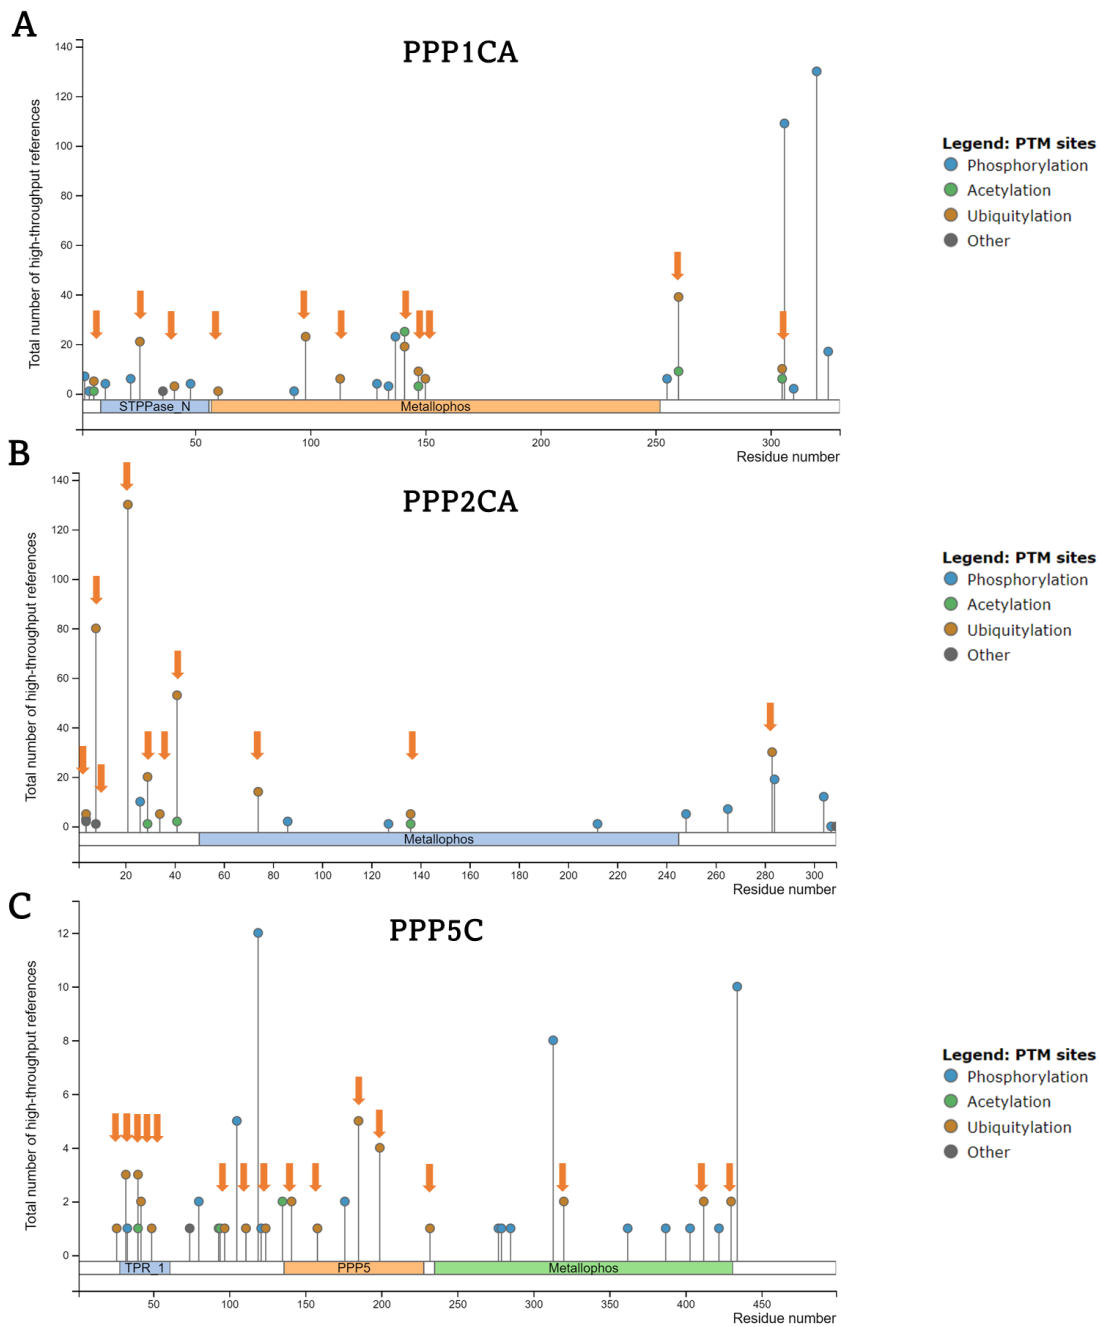 A
PPP1CA
Total number of high-throughput references
140
120
100
80
60
40
20
0
STPPase_N
Metallophos
50
100
150
200
250
300
Residue number
Legend: PTM sites
Phosphorylation
Acetylation
Ubiquitylation
Other
B
PPP2CA
Total number of high-throughput references
140
120
100
80
60
40
20
0
Metallophos
20
40
60
80
100
120
140
160
180
200
220
240
260
280
300
Residue number
Legend: PTM sites
Phosphorylation
Acetylation
Ubiquitylation
Other
C
PPP5C
Total number of high-throughput references
12
10
8
6
4
2
0
TPR_1
PPP5
Metallophos
50
100
150
200
250
300
350
400
450
Legend: PTM sites
Phosphorylation
Acetylation
Ubiquitylation
Other